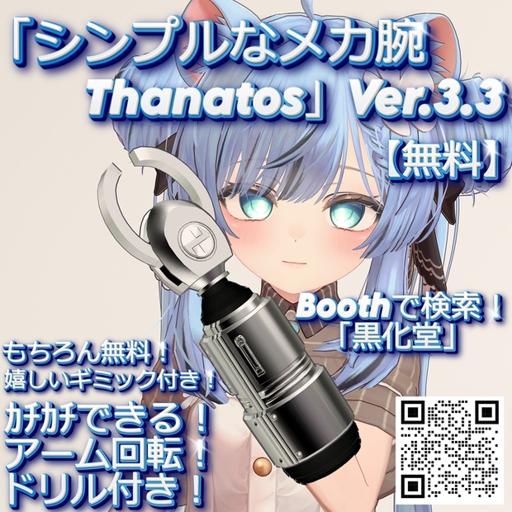 「シンプルなメカ腕
Thanatos」Ver.3.3
【無料】
Boothで検索！
「黒化堂」
もちろん無料！
嬉しいギミック付き！
ｶﾁｶﾁできる！
アーム回転！
ドリル付き！